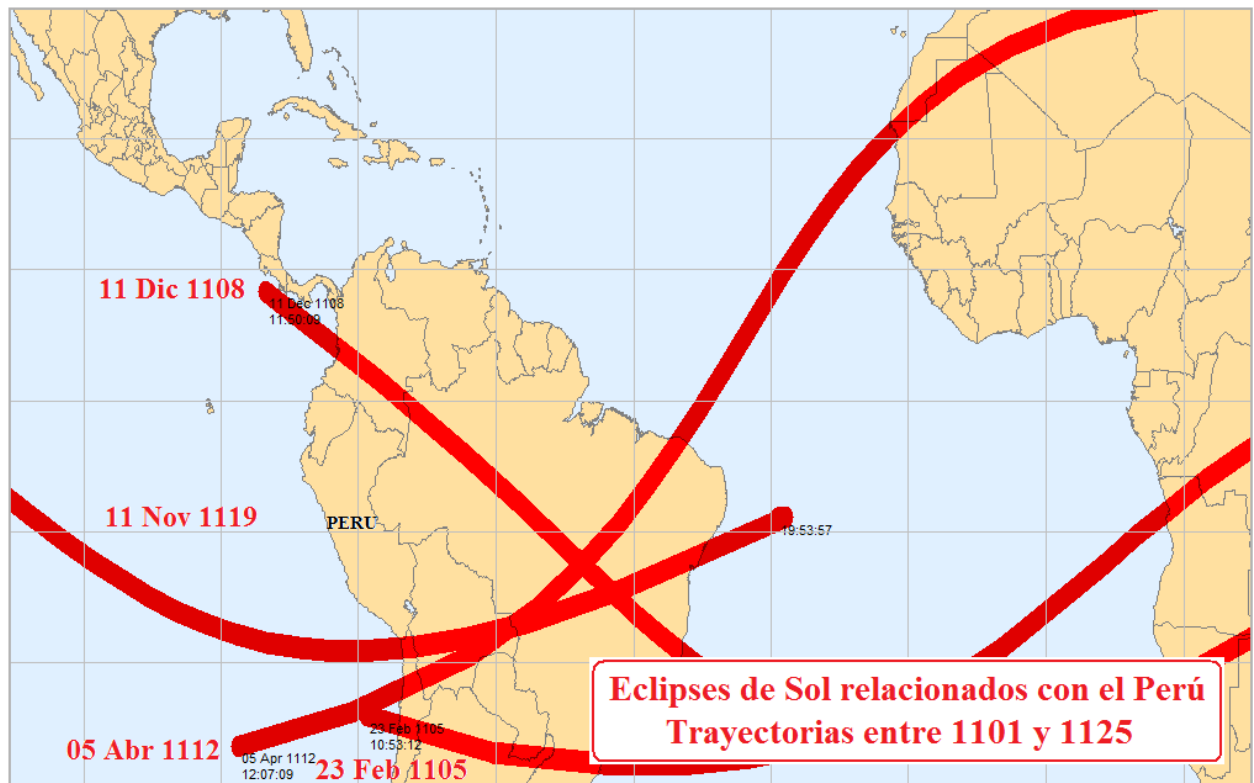 11 Dic 1108
11 Dec 1108
11:50:09
11 Nov 1119
PERU
19:53:57
Eclipses de Sol relacionados con el Perú
Trayectorias entre 1101 y 1125
23 Feb 1105
10:53:12
05 Abr 1112
05 Apr 1112
12:07:09
23 Feb 1105